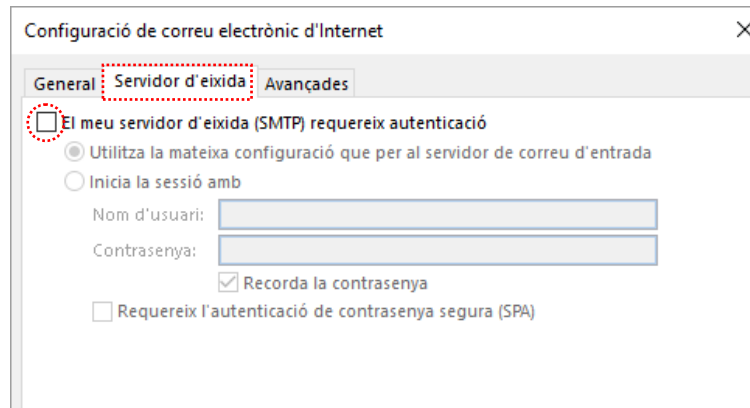 Configuració de correu electrònic d'Internet
General Servidor d'eixida Avançades
El meu servidor d'eixida (SMTP) requereix autenticació
Utilitza la mateixa configuració que per al servidor de correu d'entrada
Inicia la sessió amb
Nom d'usuari:
Contrasenya:
Recorda la contrasenya
Requereix l'autenticació de contrasenya segura (SPA)